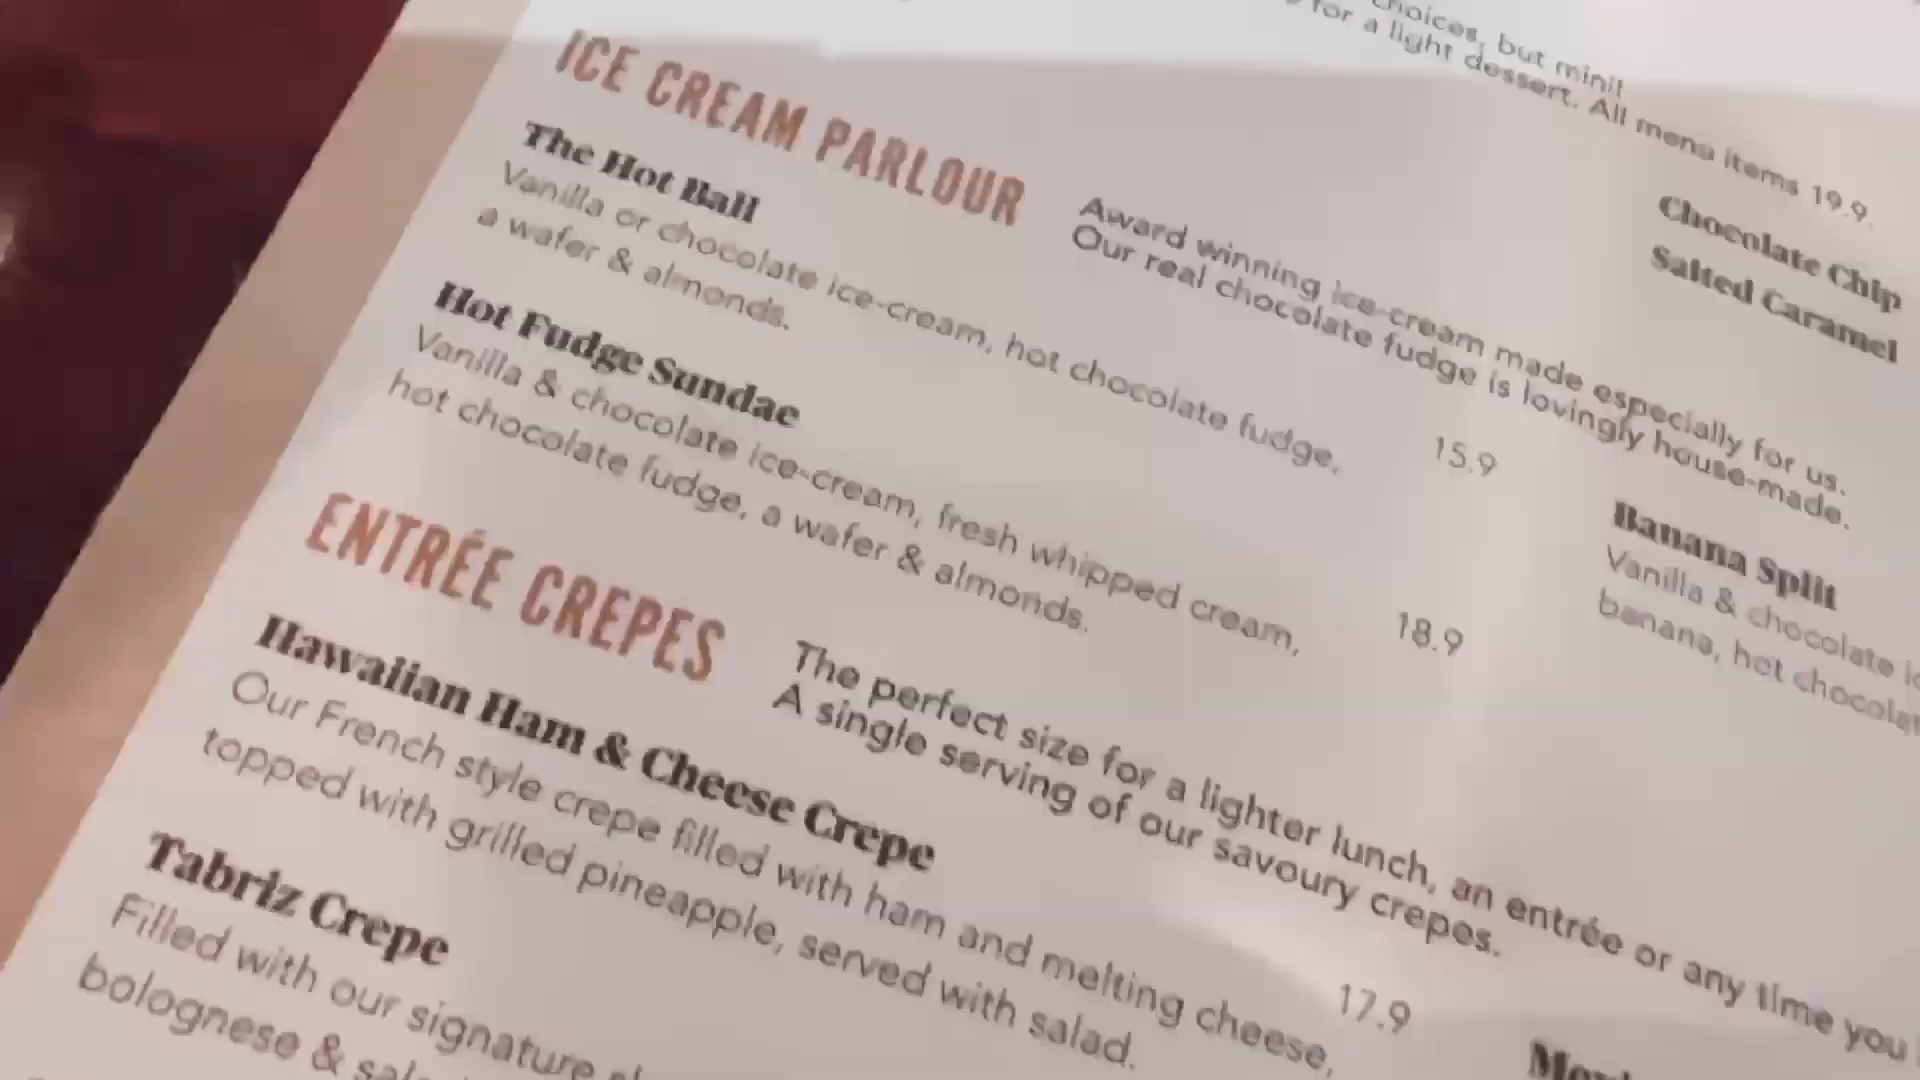 choices, but mini!
for a light dessert. All menu items 19.9.
Chocolate Chip
Salted Caramel
ICE CREAM PARLOUR
Award winning ice-cream made especially for us.
Our real chocolate fudge is lovingly house-made.
The Hot Ball
Vanilla or chocolate ice-cream, hot chocolate fudge,
a wafer & almonds.
15.9
Hot Fudge Sundae
Vanilla & chocolate ice-cream, fresh whipped cream,
hot chocolate fudge, a wafer & almonds.
18.9
Banana Split
Vanilla & chocolate
banana, hot
ENTRÉE CREPES
The perfect size for a lighter lunch, an entrée or any time you
A single serving of our savoury crepes.
Hawaiian Ham & Cheese Crepe
Our French style crepe filled with ham and melting cheese,
topped with grilled pineapple, served with salad.
17.9
Tabriz Crepe
Filled with our signature
bolognese &